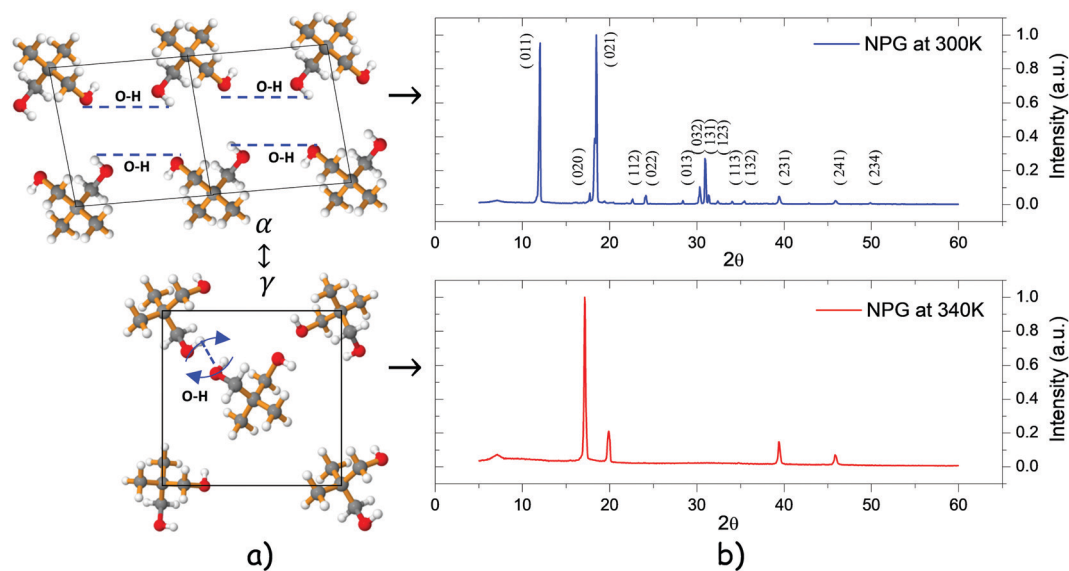 O-H
O-H
O-H
O-H
α
↕
γ
O-H
a)
NPG at 300K
( 011)
( 020)
( 021)
( 112)
( 022)
( 013)
( 032)
( 131)
( 123)
( 113)
( 132)
( 231)
( 241)
( 234)
1.0
0.8
0.6
0.4
0.2
0.0
Intensity (a.u.)
0 10 20 30 40 50 60
2θ
NPG at 340K
1.0
0.8
0.6
0.4
0.2
0.0
Intensity (a.u.)
0 10 20 30 40 50 60
2θ
b)